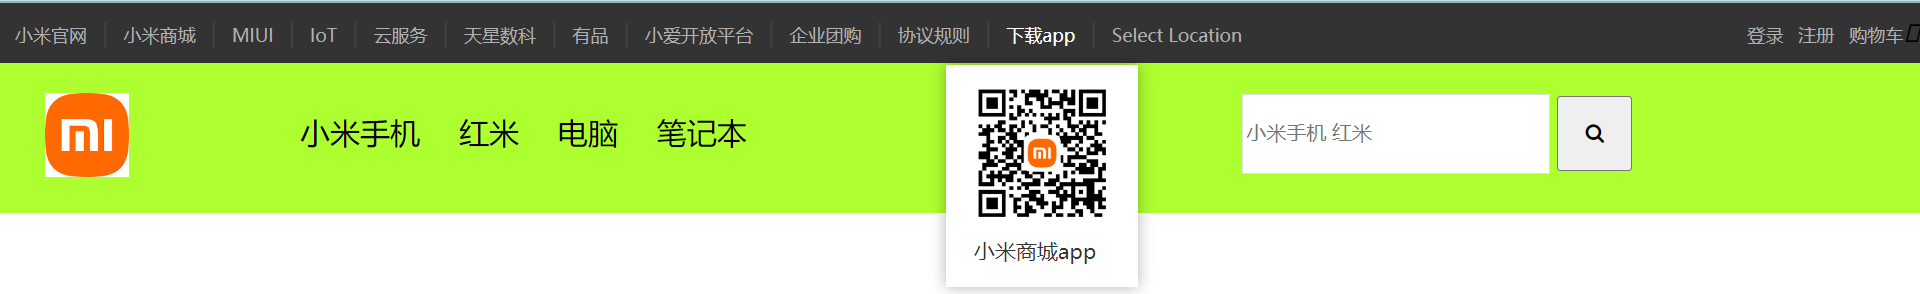 小米官网 小米商城 MIUI IoT 云服务 天星数科 有品 小爱开放平台 企业团购 协议规则 下载app Select Location 登录 注册 购物车
小米手机 红米 电脑 笔记本 小米手机 红米
小米商城app